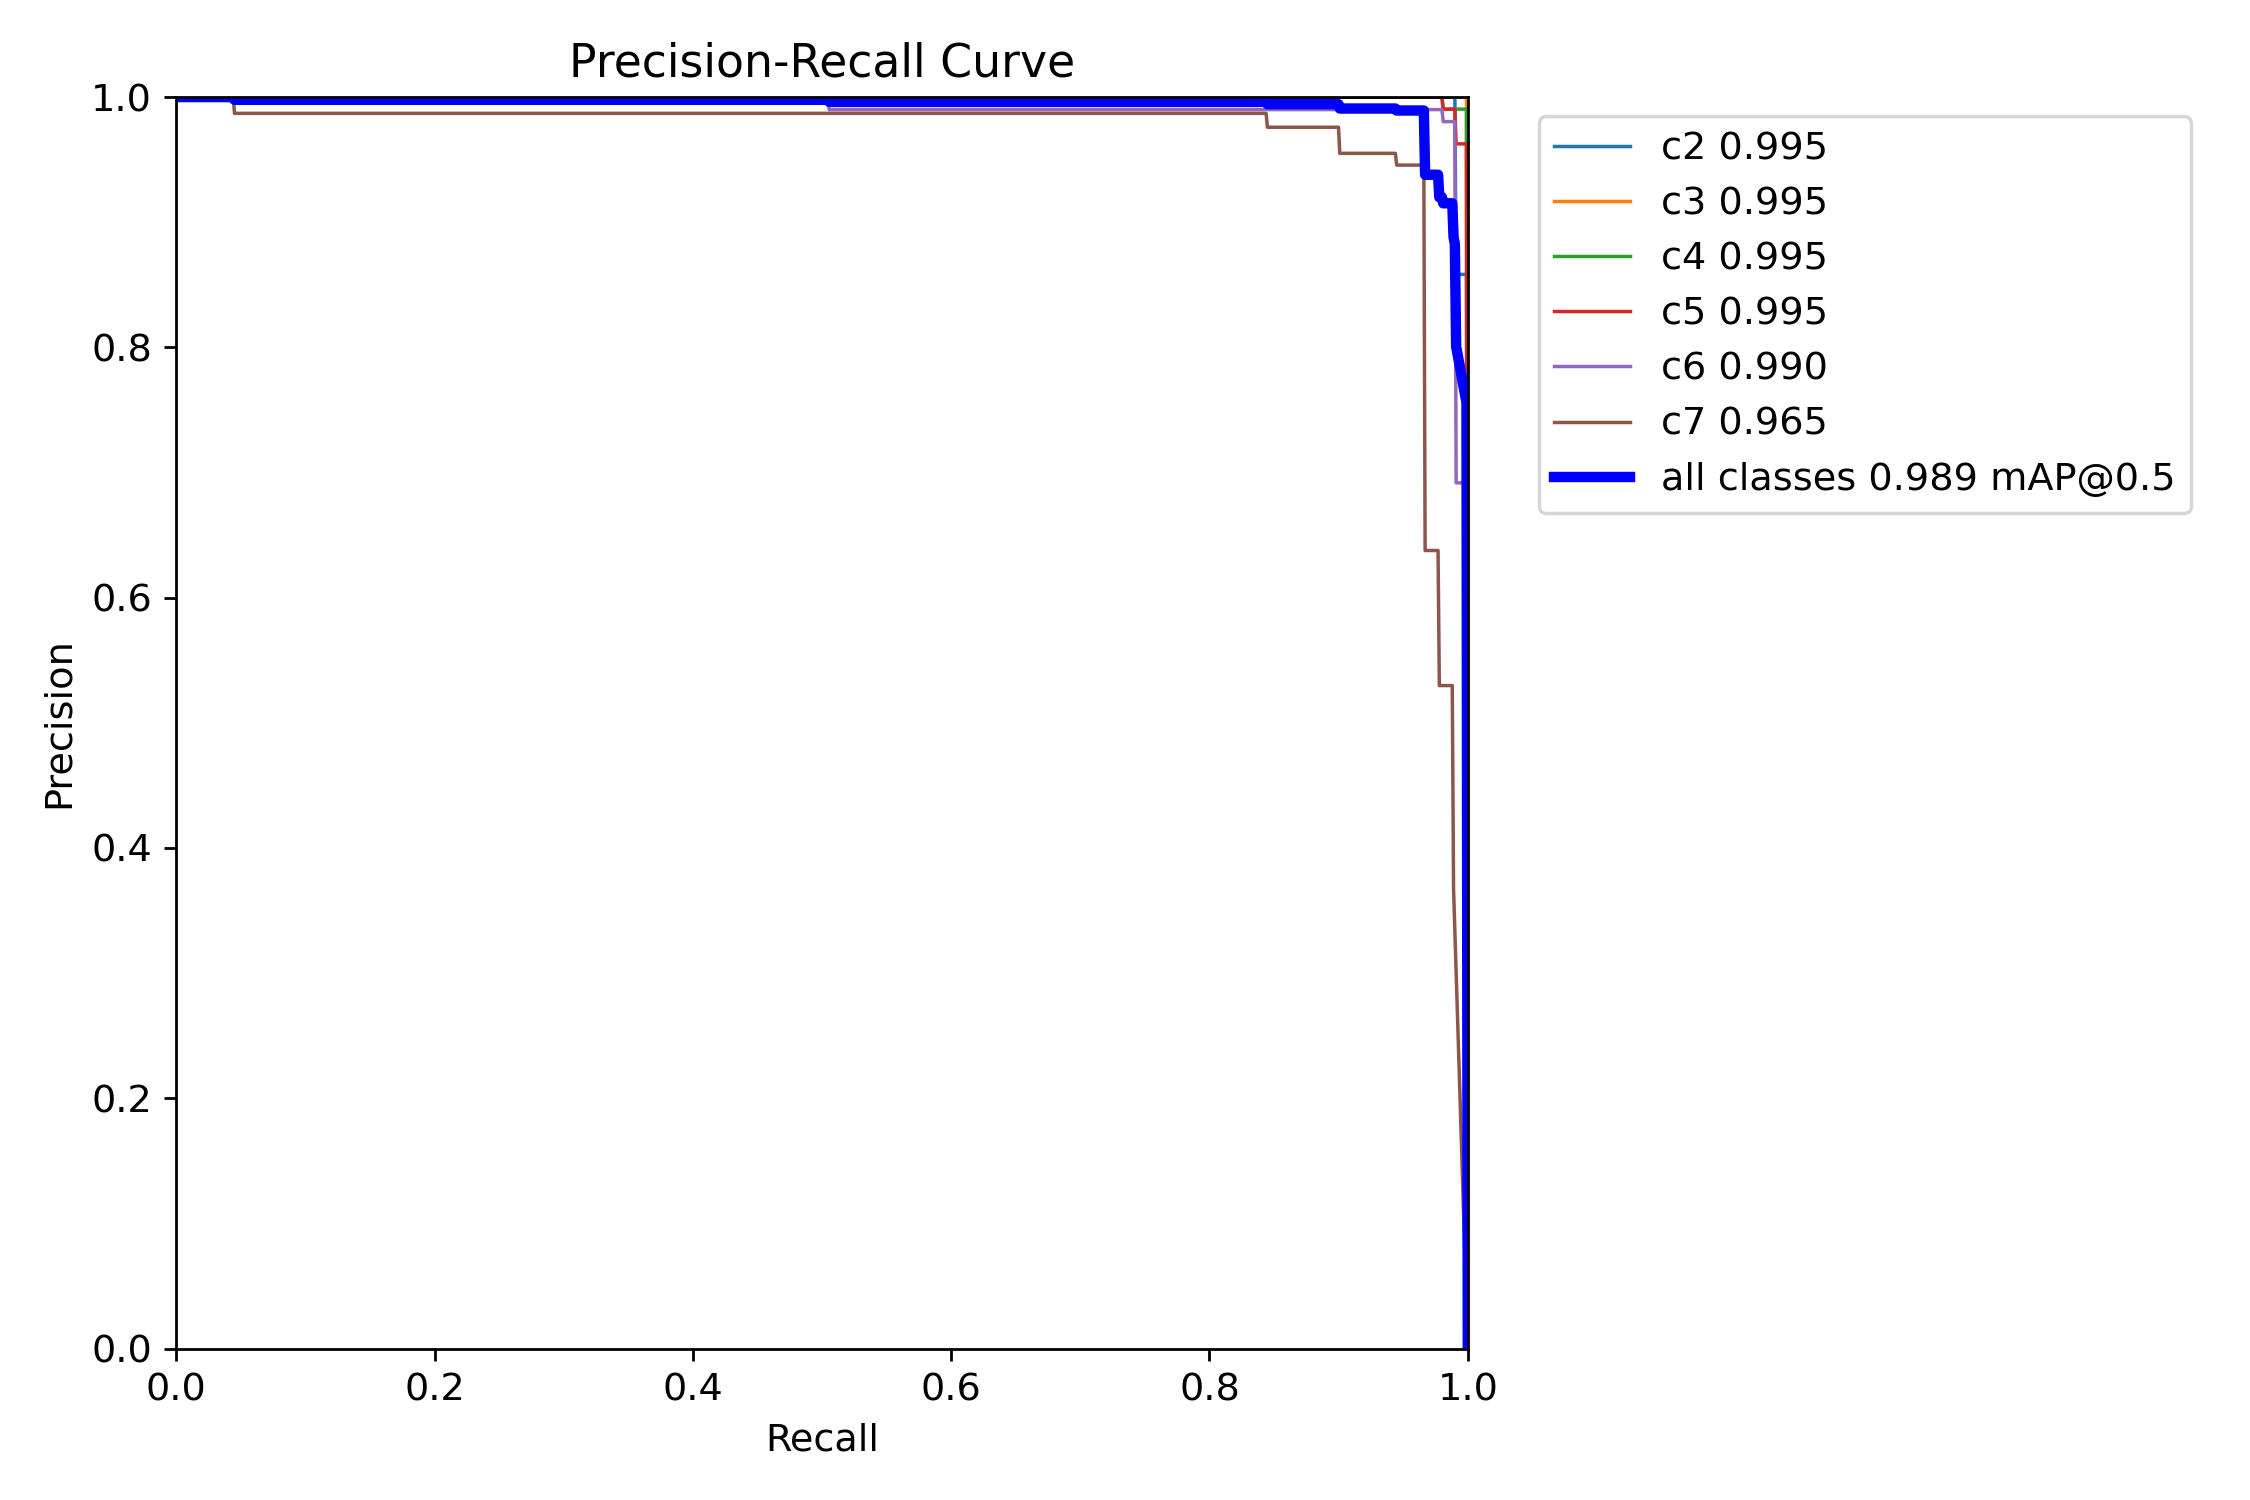 Precision-Recall Curve
1.0
0.8
0.6
0.4
0.2
0.0
Precision
0.0 0.2 0.4 0.6 0.8 1.0
Recall
c2 0.995
c3 0.995
c4 0.995
c5 0.995
c6 0.990
c7 0.965
all classes 0.989 mAP@0.5